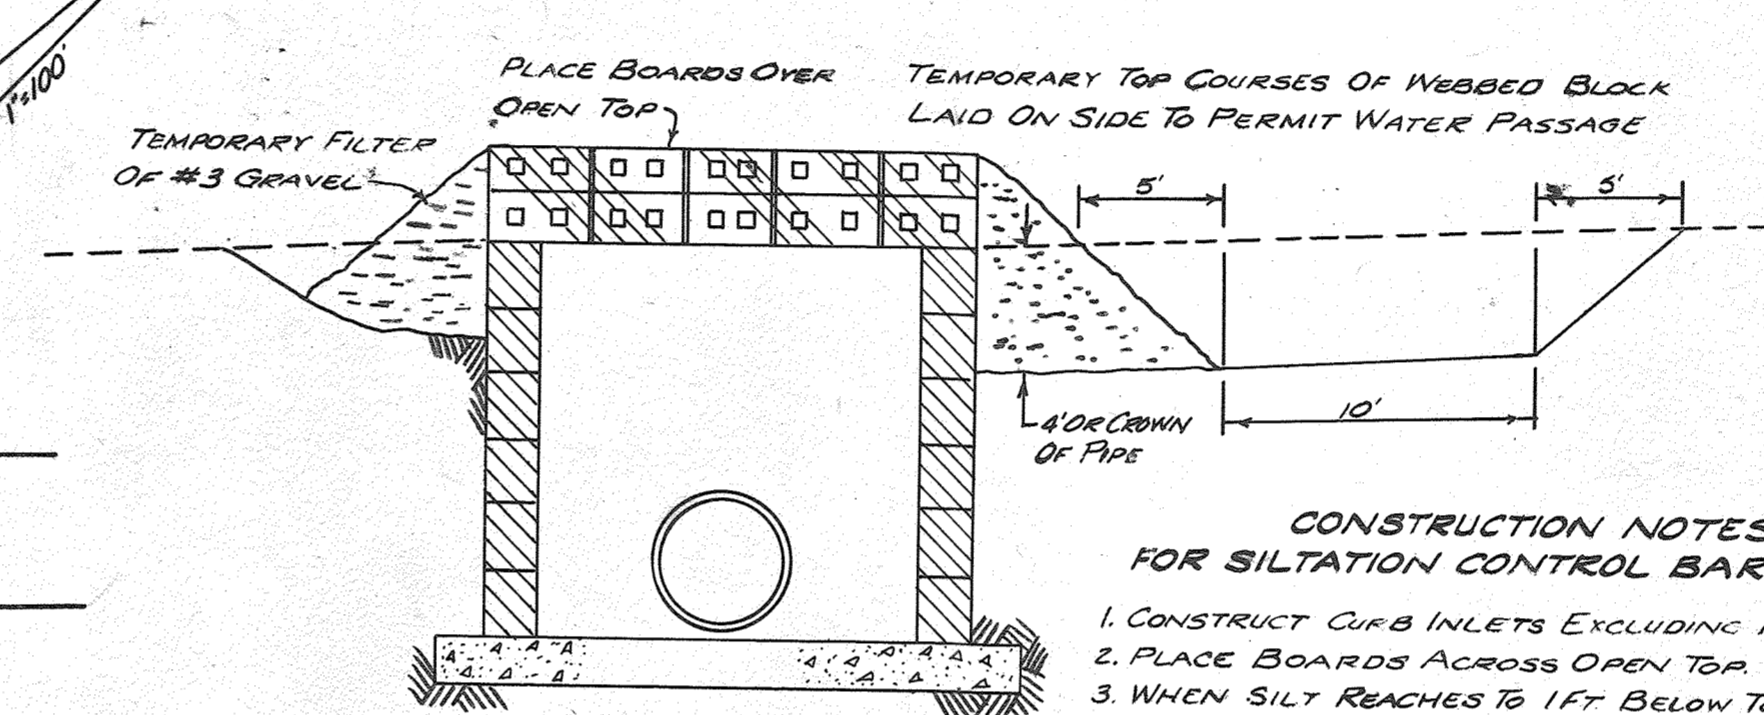 1"=100'
PLACE BOARDS OVER
OPEN TOP
TEMPORARY TOP COURSES OF WEBBED BLOCK
LAID ON SIDE TO PERMIT WATER PASSAGE
TEMPORARY FILTER
OF #3 GRAVEL
5'
5'
10'
4' OR CROWN
OF PIPE
CONSTRUCTION NOTES
FOR SILTATION CONTROL BAR
1. CONSTRUCT CURB INLETS EXCLUDING
2. PLACE BOARDS ACROSS OPEN TOP.
3. WHEN SILT REACHES TO 1 FT BELOW